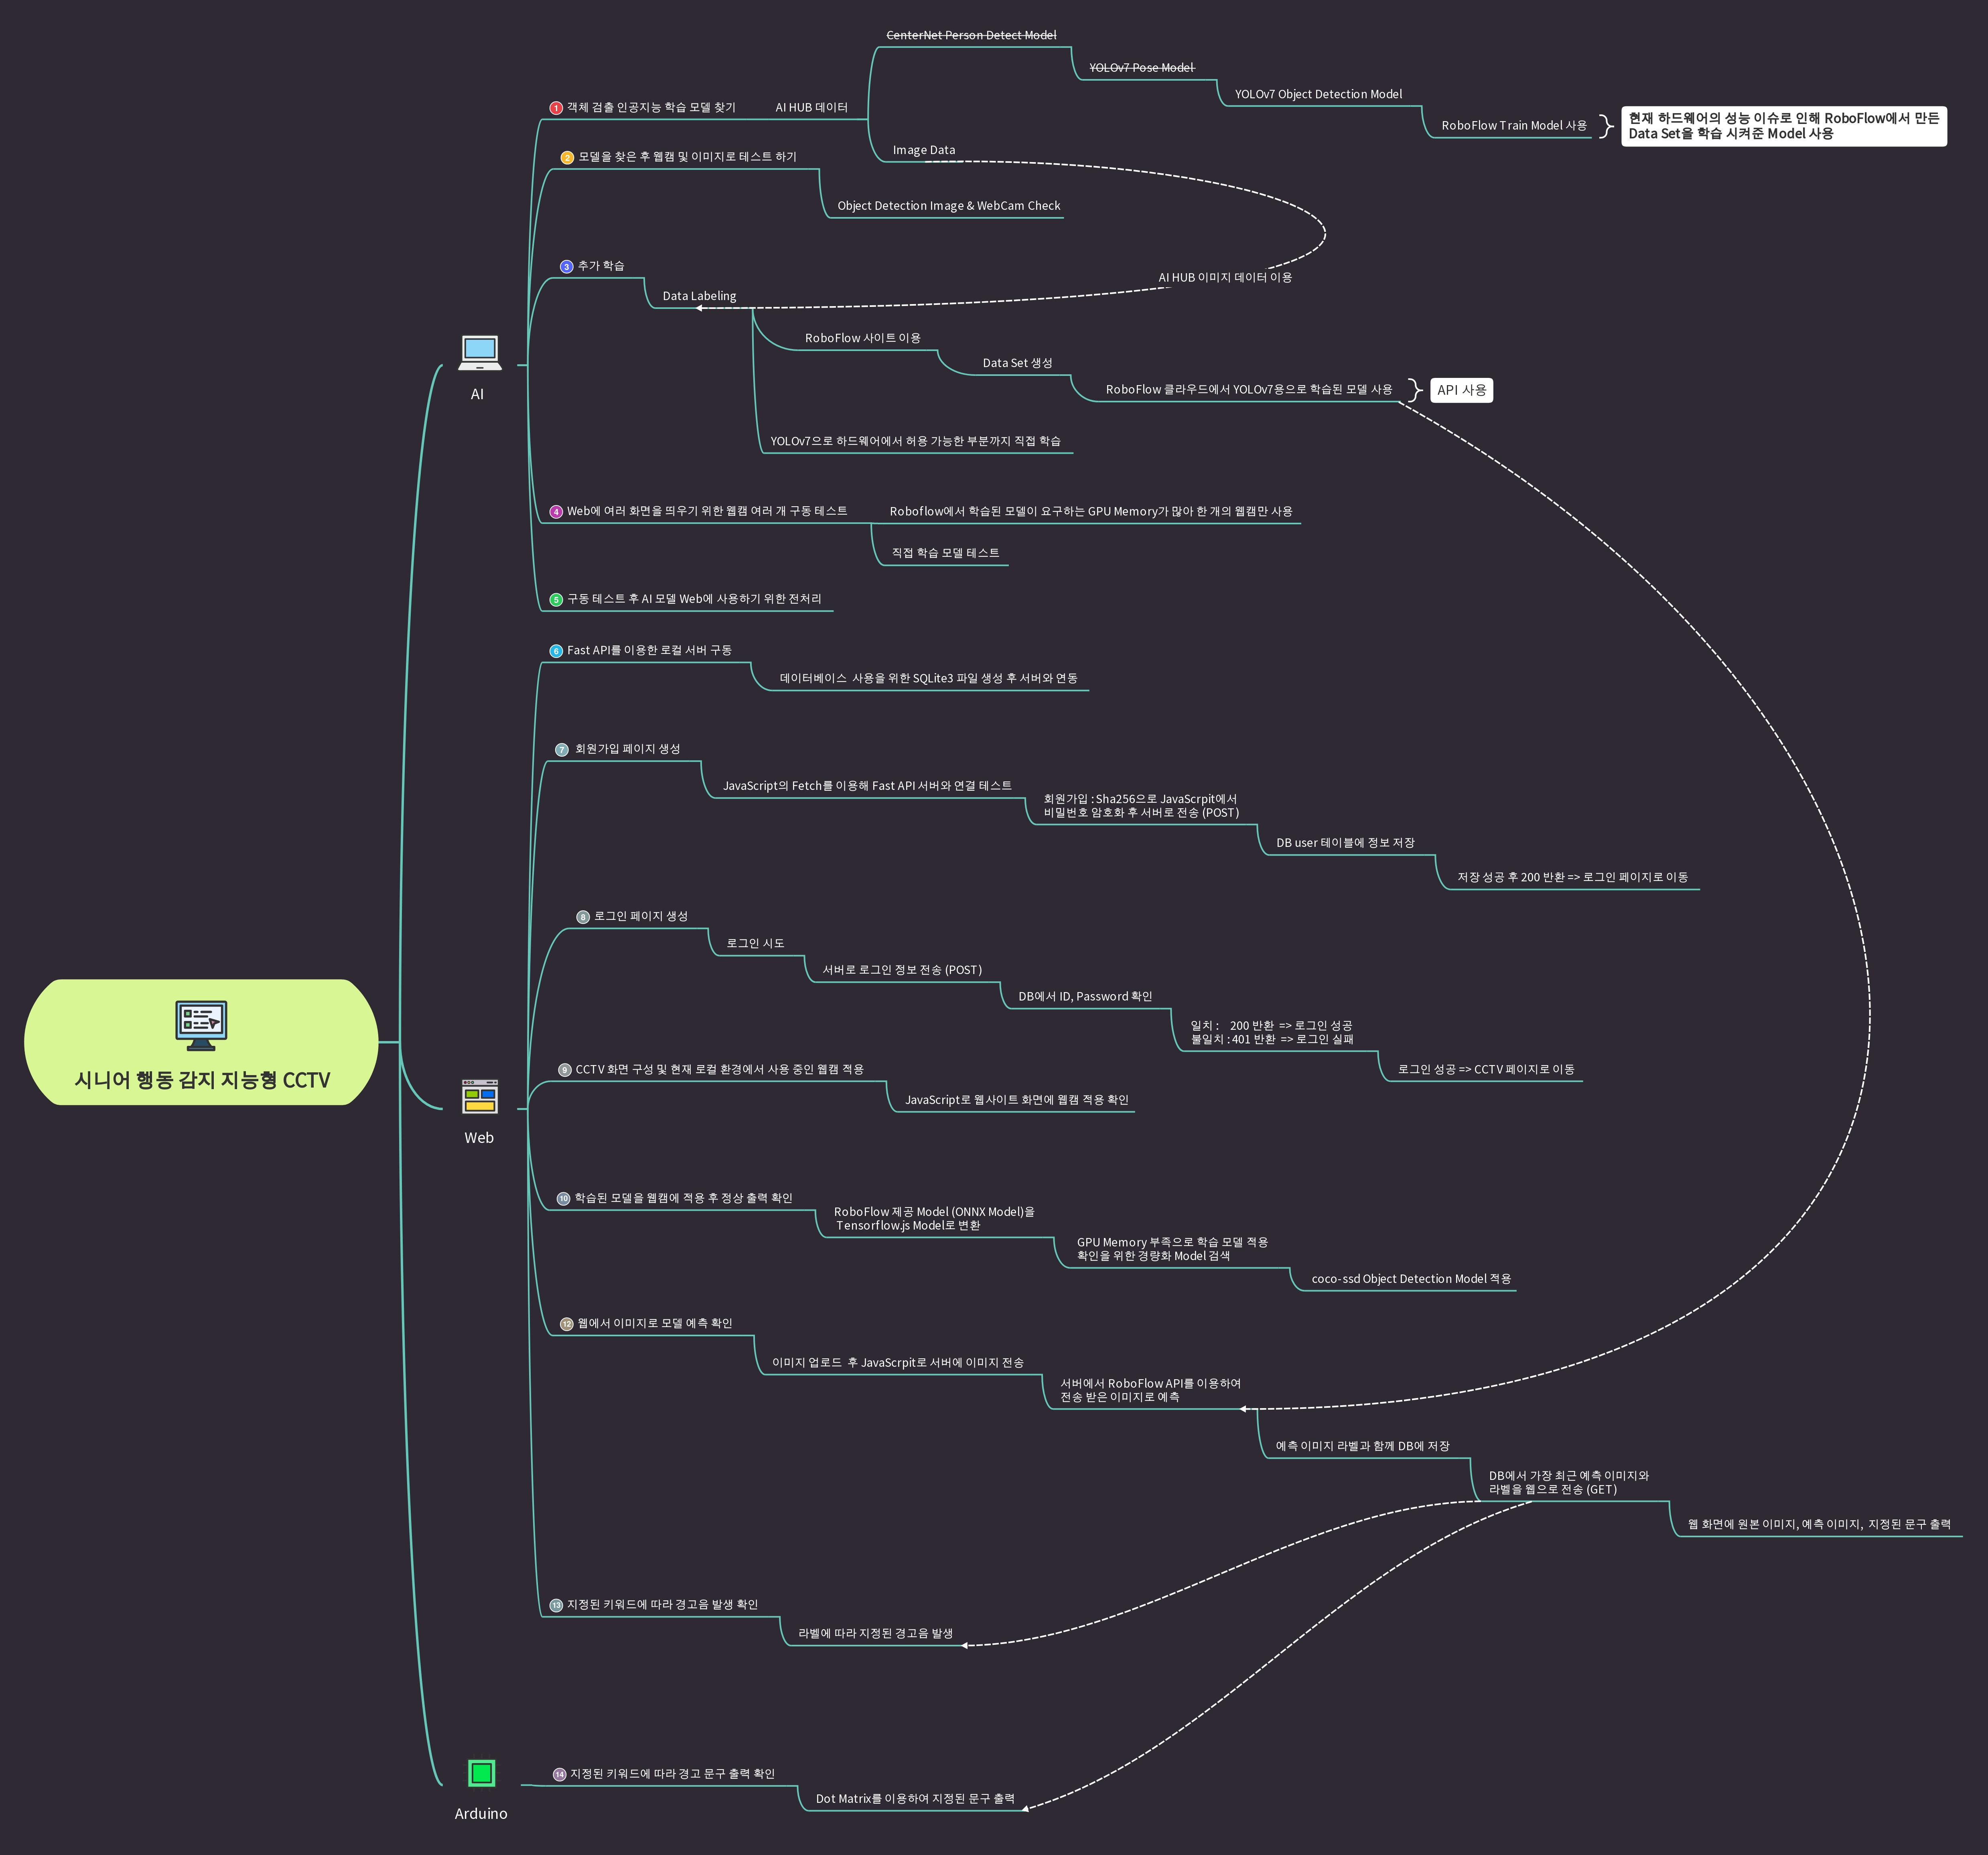 시니어 행동 감지 지능형 CCTV
AI
1 객체 검출 인공지능 학습 모델 찾기
AI HUB 데이터
CenterNet Person Detect Model
YOLOv7 Pose Model
YOLOv7 Object Detection Model
RoboFlow Train Model 사용
현재 하드웨어의 성능 이슈로 인해 RoboFlow에서 만든
Data Set을 학습 시켜준 Model 사용
Image Data
2 모델을 찾은 후 웹캠 및 이미지로 테스트 하기
Object Detection Image & WebCam Check
3 추가 학습
AI HUB 이미지 데이터 이용
Data Labeling
RoboFlow 사이트 이용
Data Set 생성
RoboFlow 클라우드에서 YOLOv7용으로 학습된 모델 사용
API 사용
YOLOv7으로 하드웨어에서 허용 가능한 부분까지 직접 학습
4 Web에 여러 화면을 띄우기 위한 웹캠 여러 개 구동 테스트
Roboflow에서 학습된 모델이 요구하는 GPU Memory가 많아 한 개의 웹캠만 사용
직접 학습 모델 테스트
5 구동 테스트 후 AI 모델 Web에 사용하기 위한 전처리
Web
6 Fast API를 이용한 로컬 서버 구동
데이터베이스 사용을 위한 SQLite3 파일 생성 후 서버와 연동
7 회원가입 페이지 생성
JavaScript의 Fetch를 이용해 Fast API 서버와 연결 테스트
회원가입 : Sha256으로 JavaScrpit에서
비밀번호 암호화 후 서버로 전송 (POST)
DB user 테이블에 정보 저장
저장 성공 후 200 반환 => 로그인 페이지로 이동
8 로그인 페이지 생성
로그인 시도
서버로 로그인 정보 전송 (POST)
DB에서 ID, Password 확인
일치 : 200 반환 => 로그인 성공
불일치 : 401 반환 => 로그인 실패
로그인 성공 => CCTV 페이지로 이동
9 CCTV 화면 구성 및 현재 로컬 환경에서 사용 중인 웹캠 적용
JavaScript로 웹사이트 화면에 웹캠 적용 확인
10 학습된 모델을 웹캠에 적용 후 정상 출력 확인
RoboFlow 제공 Model (ONNX Model)을
Tensorflow.js Model로 변환
GPU Memory 부족으로 학습 모델 적용
확인을 위한 경량화 Model 검색
coco-ssd Object Detection Model 적용
12 웹에서 이미지로 모델 예측 확인
이미지 업로드 후 JavaScrpit로 서버에 이미지 전송
서버에서 RoboFlow API를 이용하여
전송 받은 이미지로 예측
예측 이미지 라벨과 함께 DB에 저장
DB에서 가장 최근 예측 이미지와
라벨을 웹으로 전송 (GET)
웹 화면에 원본 이미지, 예측 이미지, 지정된 문구 출력
13 지정된 키워드에 따라 경고음 발생 확인
라벨에 따라 지정된 경고음 발생
Arduino
14 지정된 키워드에 따라 경고 문구 출력 확인
Dot Matrix를 이용하여 지정된 문구 출력